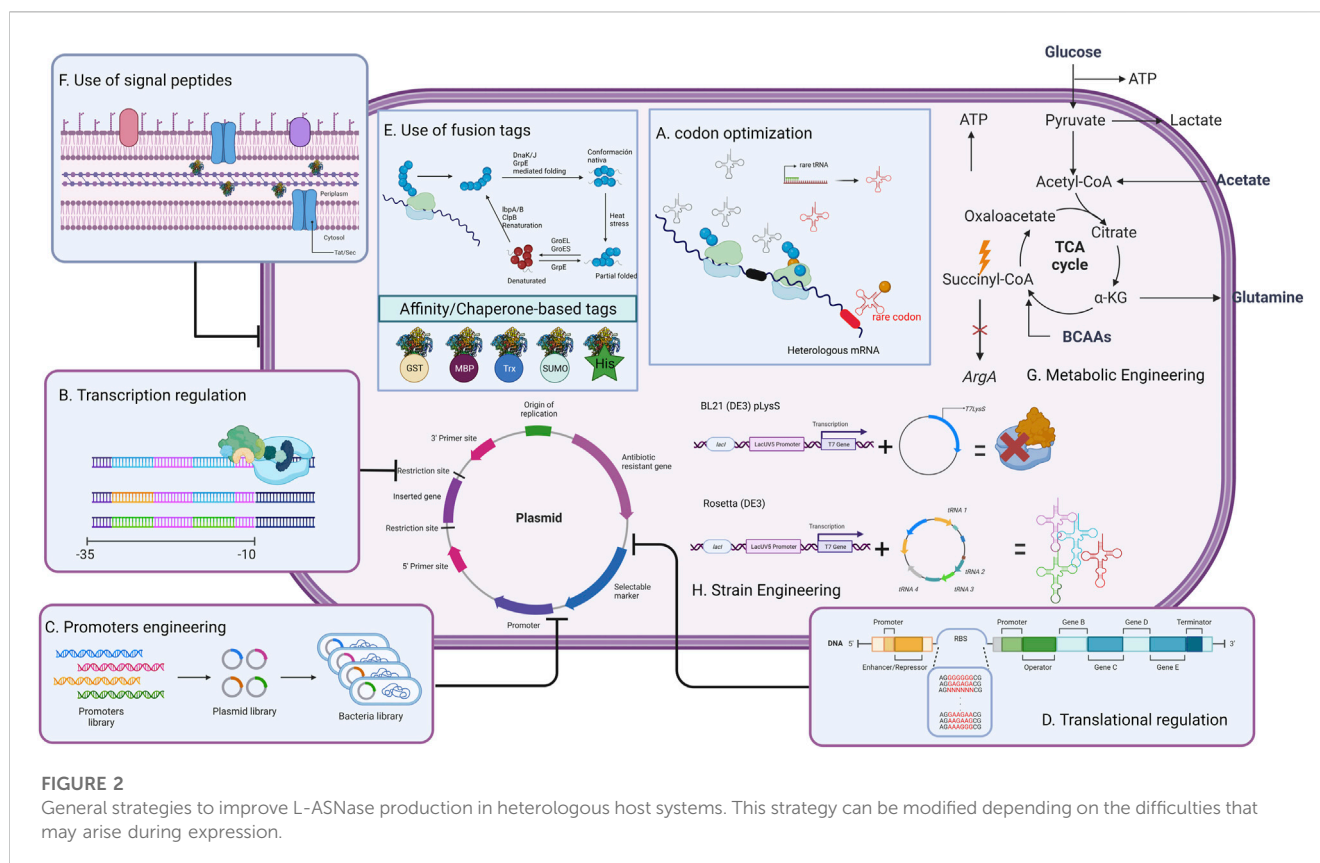 F. Use of signal peptides
Periplasm
Cytosol
Tat/Sec
E. Use of fusion tags
DnaK/J
GrpE
mediated folding
Conformación
nativa
IbpA/B
ClpB
Renaturation
Heat
stress
GroEL
GroES
GrpE
Denaturated
Partial folded
Affinity/Chaperone-based tags
GST
MBP
Trx
SUMO
His
A. codon optimization
rare tRNA
rare codon
Heterologous mRNA
Glucose
ATP
ATP
Pyruvate
Lactate
Acetyl-CoA
Acetate
Oxaloacetate
Citrate
TCA
cycle
Succinyl-CoA
α-KG
Glutamine
BCAAs
ArgA
G. Metabolic Engineering
B. Transcription regulation
-35
-10
Origin of
replication
3' Primer site
Antibiotic
resistant gene
Restriction site
Inserted gene
Plasmid
Restriction site
5' Primer site
Selectable
marker
Promoter
BL21 (DE3) pLysS
Transcription
lacI
LacUV5 Promoter
T7 Gene
+
T7LysS
=
Rosetta (DE3)
Transcription
lacI
LacUV5 Promoter
T7 Gene
+
tRNA 1
tRNA 2
tRNA 3
tRNA 4
=
H. Strain Engineering
C. Promoters engineering
Promoters
library
Plasmid library
Bacteria library
Promoter
RBS
Promoter
Gene B
Gene D
Terminator
DNA 5'
3'
Enhancer/Repressor
Operator
Gene C
Gene E
AGGGGGGCG
AGGAGAGACG
AGNNNNNNCG
.
.
.
AGGAAGAACG
AGAAGAAGCG
AGAAAGGGCG
D. Translational regulation
FIGURE 2
General strategies to improve L-ASNase production in heterologous host systems. This strategy can be modified depending on the difficulties that
may arise during expression.